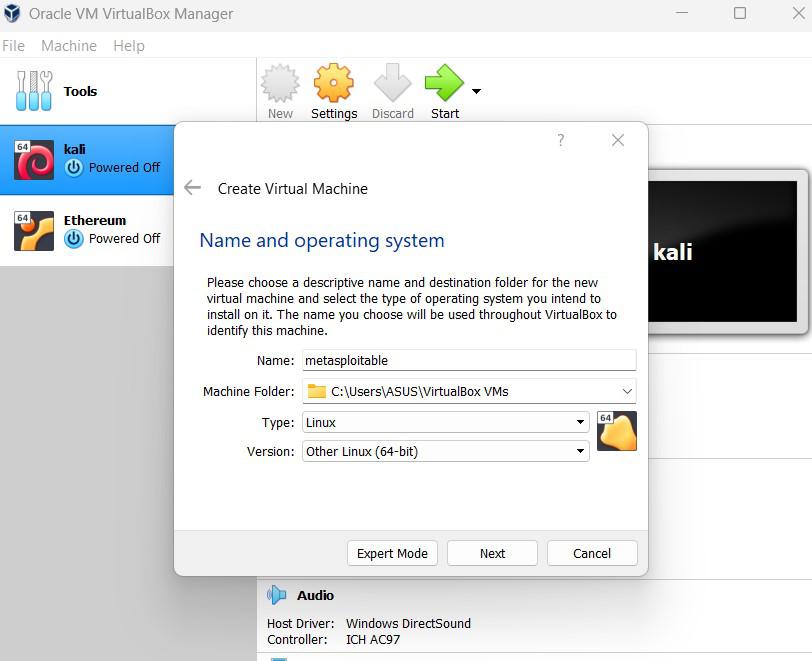 Oracle VM VirtualBox Manager
File Machine Help
Tools
New Settings Discard Start
64
kali
Powered Off
64
Ethereum
Powered Off
?
Create Virtual Machine
Name and operating system
Please choose a descriptive name and destination folder for the new
virtual machine and select the type of operating system you intend to
install on it. The name you choose will be used throughout VirtualBox to
identify this machine.
Name: metasploitable
Machine Folder: C:\Users\ASUS\VirtualBox VMs
Type: Linux
64
Version: Other Linux (64-bit)
Expert Mode Next Cancel
kali
Audio
Host Driver: Windows DirectSound
Controller: ICH AC97